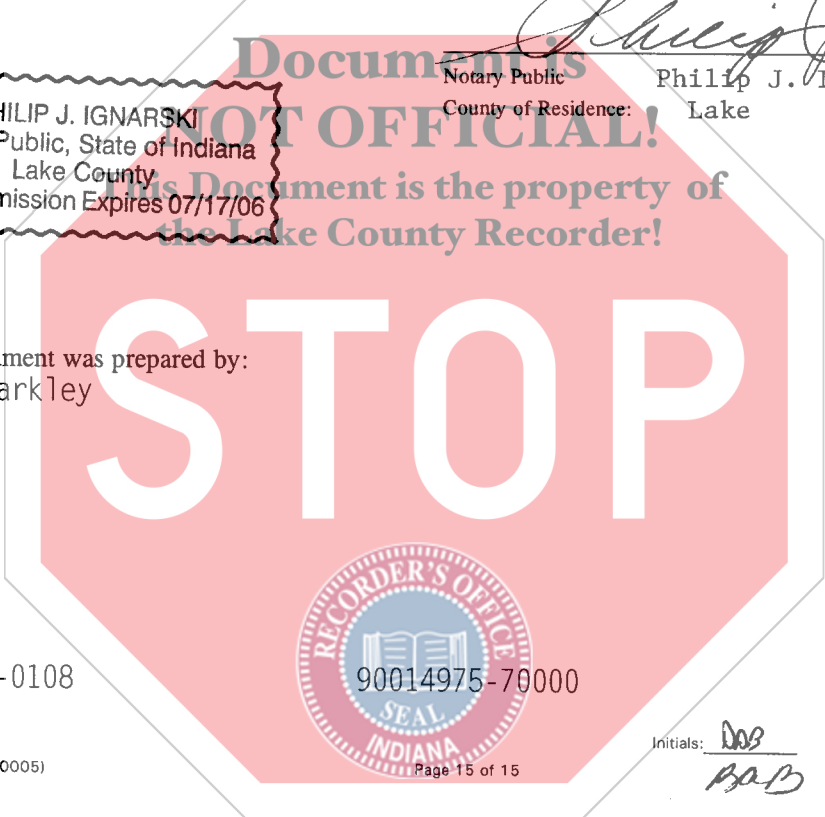 Document is
NOT OFFICIAL!
This Document is the property of
the Lake County Recorder!
Notary Public Philip J. I
County of Residence: Lake
HILIP J. IGNARSKI
Public, State of Indiana
Lake County
mission Expires 07/17/06
ment was prepared by:
arkley
STOP
RECORDER'S OFFICE
SEAL
INDIANA
-0108
90014975-70000
Initials: DAB
BAB
0005)
Page 15 of 15